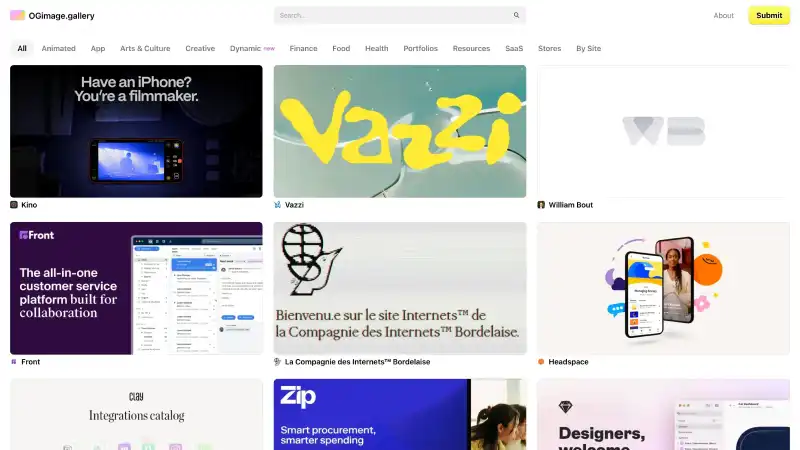 OGimage.gallery
Search...
About
Submit
All
Animated
App
Arts & Culture
Creative
Dynamic new
Finance
Food
Health
Portfolios
Resources
SaaS
Stores
By Site
Have an iPhone?
You're a filmmaker.
Vazzi
WB
Kino
Vazzi
William Bout
Front
The all-in-one
customer service
platform built for
collaboration
Bienvenu.e sur le site Internets™ de
la Compagnie des Internets™ Bordelaise.
Front
La Compagnie des Internets™ Bordelaise
Headspace
clay
Integrations catalog
Zip
Smart procurement,
smarter spending
Designers,
welcome